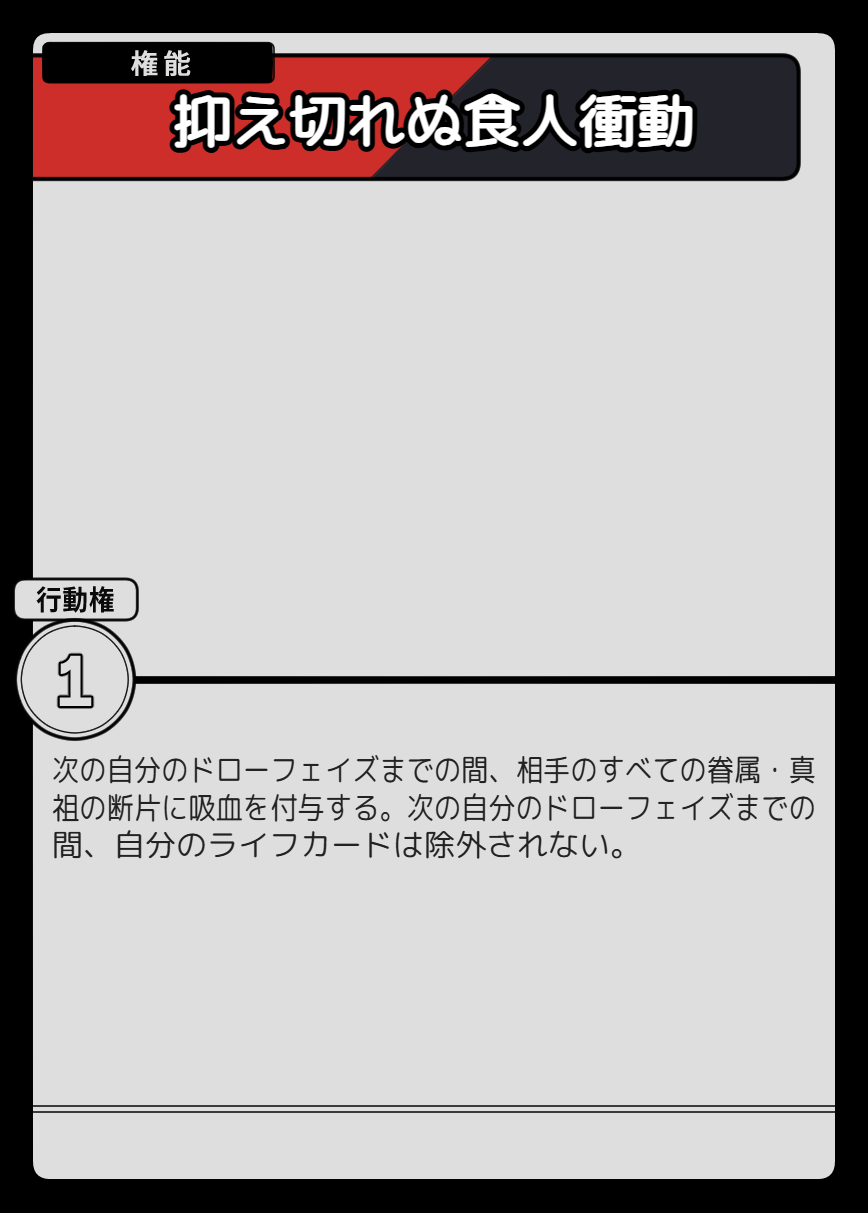 権能
抑え切れぬ食人衝動
行動権
1
次の自分のドローフェイズまでの間、相手のすべての眷属・真
祖の断片に吸血を付与する。次の自分のドローフェイズまでの
間、自分のライフカードは除外されない。